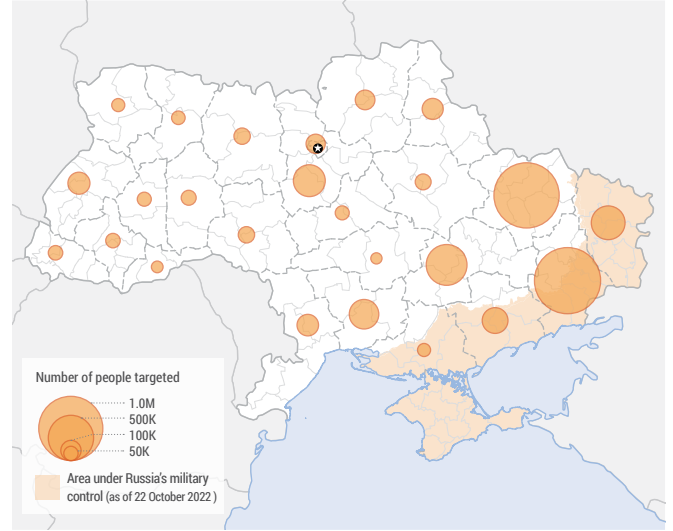 Number of people targeted
1.0M
500K
100K
50K
Area under Russia's military
control (as of 22 October 2022 )